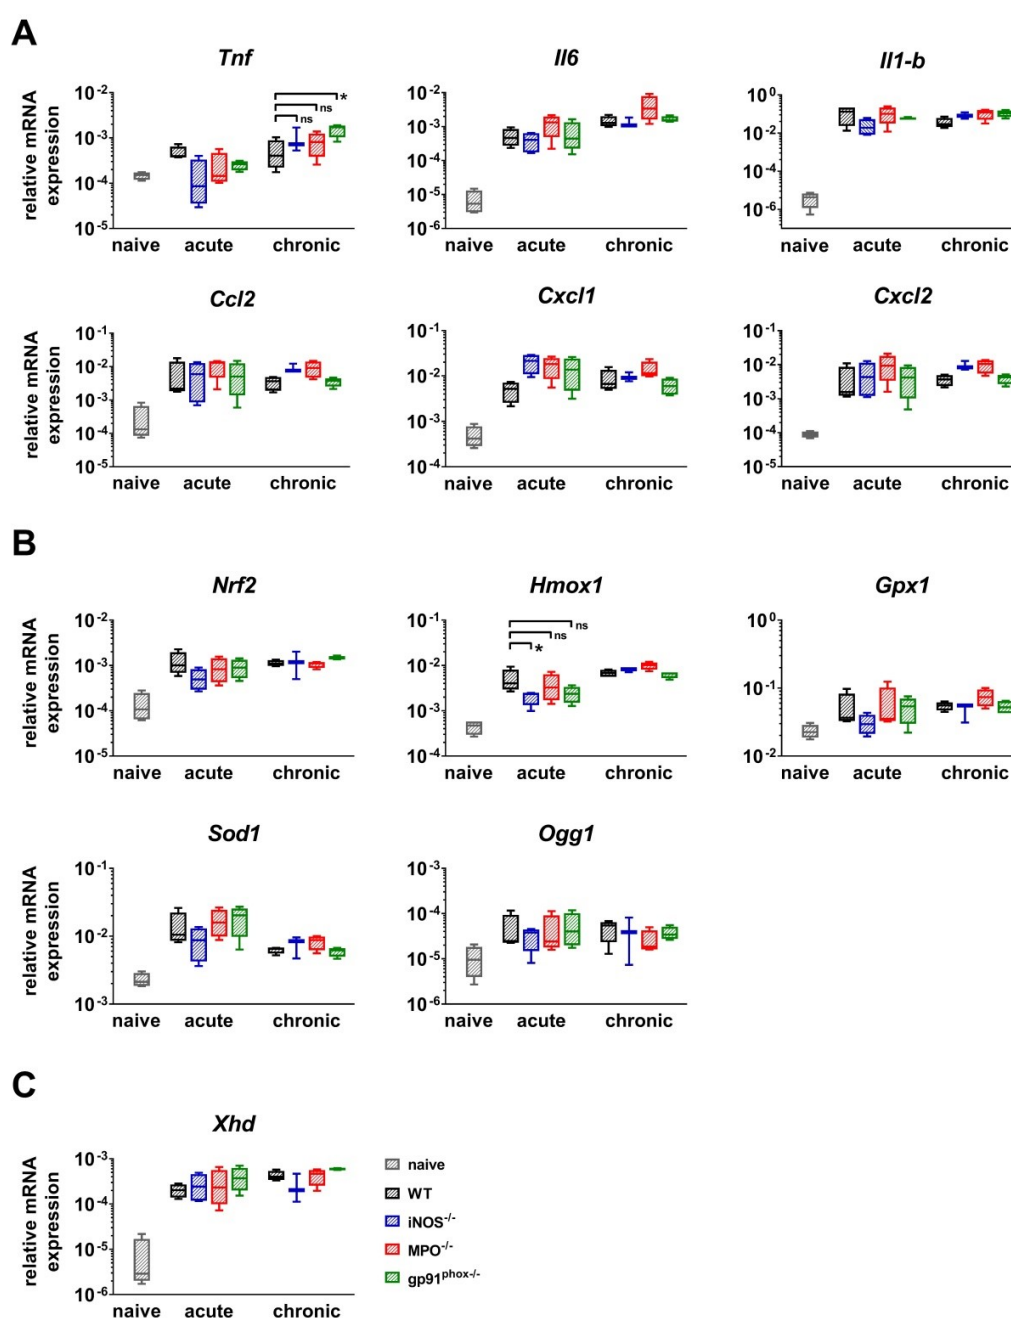 A
Tnf
Il6
Il1-b
relative mRNA
expression
10-2
10-3
10-4
10-5
*
ns
ns
naive
acute
chronic
10-2
10-3
10-4
10-5
10-6
naive
acute
chronic
100
10-2
10-4
10-6
naive
acute
chronic
Ccl2
Cxcl1
Cxcl2
relative mRNA
expression
10-1
10-2
10-3
10-4
10-5
naive
acute
chronic
10-1
10-2
10-3
10-4
naive
acute
chronic
10-1
10-2
10-3
10-4
10-5
naive
acute
chronic
B
Nrf2
Hmox1
Gpx1
relative mRNA
expression
10-2
10-3
10-4
10-5
naive
acute
chronic
10-1
10-2
10-3
10-4
ns
ns
*
naive
acute
chronic
100
10-1
10-2
naive
acute
chronic
Sod1
Ogg1
relative mRNA
expression
10-1
10-2
10-3
naive
acute
chronic
10-3
10-4
10-5
10-6
naive
acute
chronic
C
Xhd
relative mRNA
expression
10-3
10-4
10-5
10-6
naive
acute
chronic
naive
WT
iNOS-/-
MPO-/-
gp91phox-/-